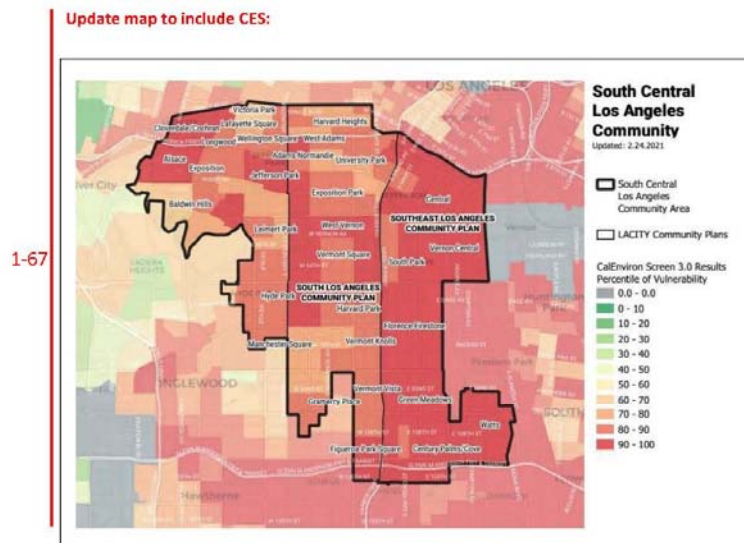 Update map to include CES:
1-67
South Central
Los Angeles
Community
Updated: 2.24.2021
South Central
Los Angeles
Community Area
LACITY Community Plans
CalEnviron Screen 3.0 Results
Percentile of Vulnerability
0.0 - 0.0
0 - 10
10 - 20
20 - 30
30 - 40
40 - 50
50 - 60
60 - 70
70 - 80
80 - 90
90 - 100
LOS ANGELES
Victoria Park
Lafayette Square
Harvard Heights
Cloverdale/Cochran
Longwood
Wellington Square
West Adams
Alsace
Adams Normandie
University Park
Exposition
Jefferson Park
Baldwin Hills
Exposition Park
Central
Leimert Park
West Vernon
SOUTHEAST LOS ANGELES
COMMUNITY PLAN
Vernon Central
LADERA
HEIGHTS
Vermont Square
South Park
Hyde Park
SOUTH LOS ANGELES
COMMUNITY PLAN
Harvard Park
Huntington
Park
Florence Firestone
Manchester Square
Vermont Knolls
INGLEWOOD
Vermont Vista
Gramercy Place
Green Meadows
Watts
Figueroa Park Square
Century Palms/Cove
Hawthorne